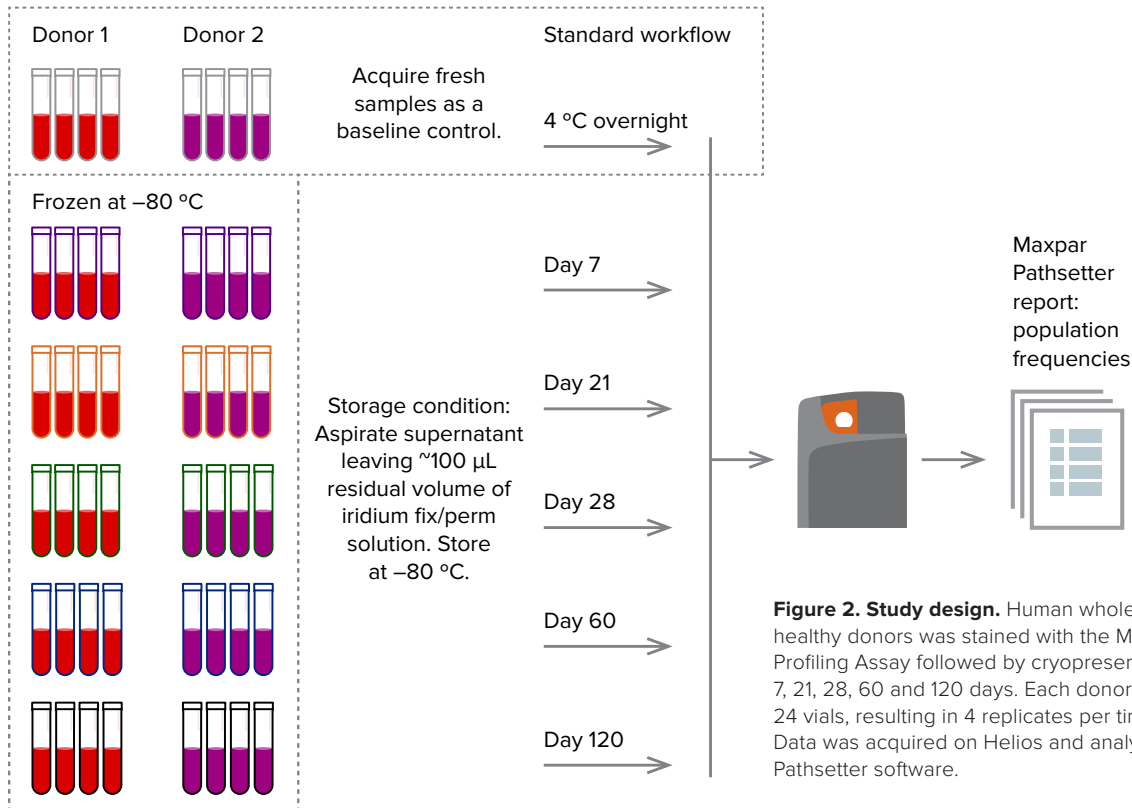 Donor 1
Donor 2
Standard workflow
Acquire fresh
samples as a
baseline control.
4 ºC overnight
Frozen at –80 ºC
Day 7
Day 21
Storage condition:
Aspirate supernatant
leaving ~100 µL
residual volume of
iridium fix/perm
solution. Store
at –80 ºC.
Day 28
Day 60
Day 120
Maxpar
Pathsetter
report:
population
frequencies
Figure 2. Study design. Human whole
healthy donors was stained with the M
Profiling Assay followed by cryopreser
7, 21, 28, 60 and 120 days. Each donor
24 vials, resulting in 4 replicates per tim
Data was acquired on Helios and analy
Pathsetter software.